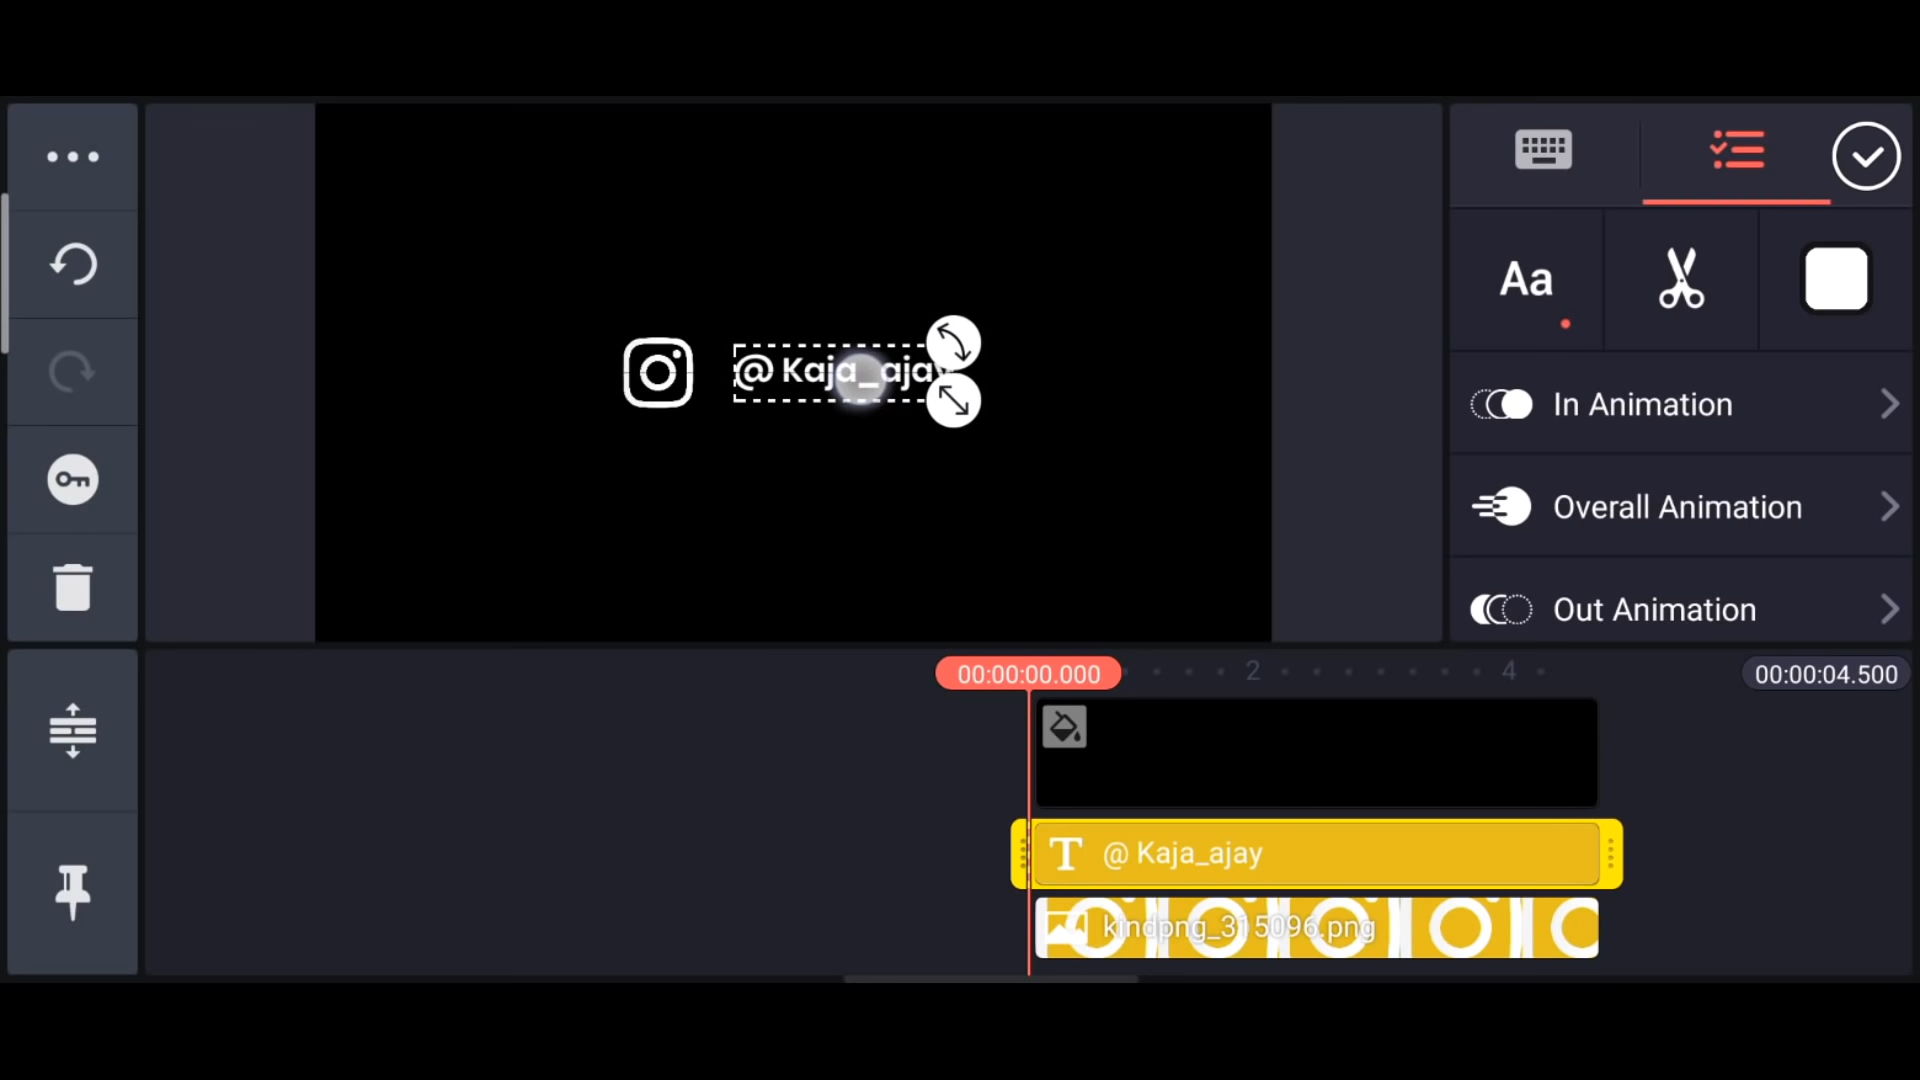 @ Kaja_ajay
Aa
In Animation
Overall Animation
Out Animation
00:00:00.000
2
4
00:00:04.500
T @ Kaja_ajay
kindpng_315096.png